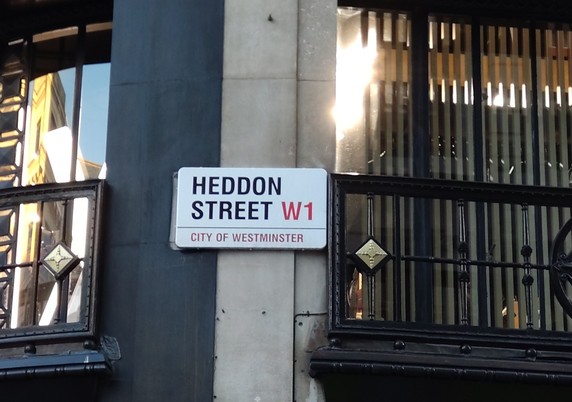 HEDDON
STREET W1
CITY OF WESTMINSTER